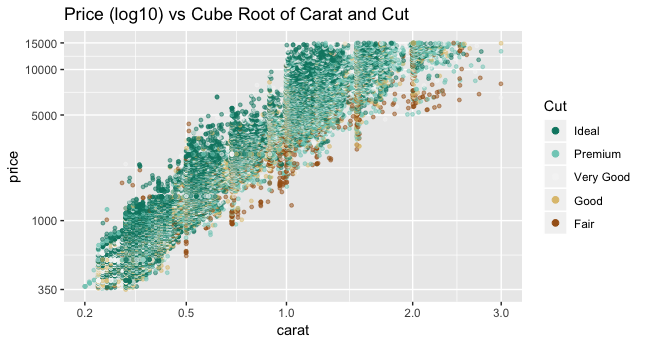 Price (log10) vs Cube Root of Carat and Cut
15000
10000
5000
1000
350
price
0.2 0.5 1.0 2.0 3.0
carat
Cut
Ideal
Premium
Very Good
Good
Fair